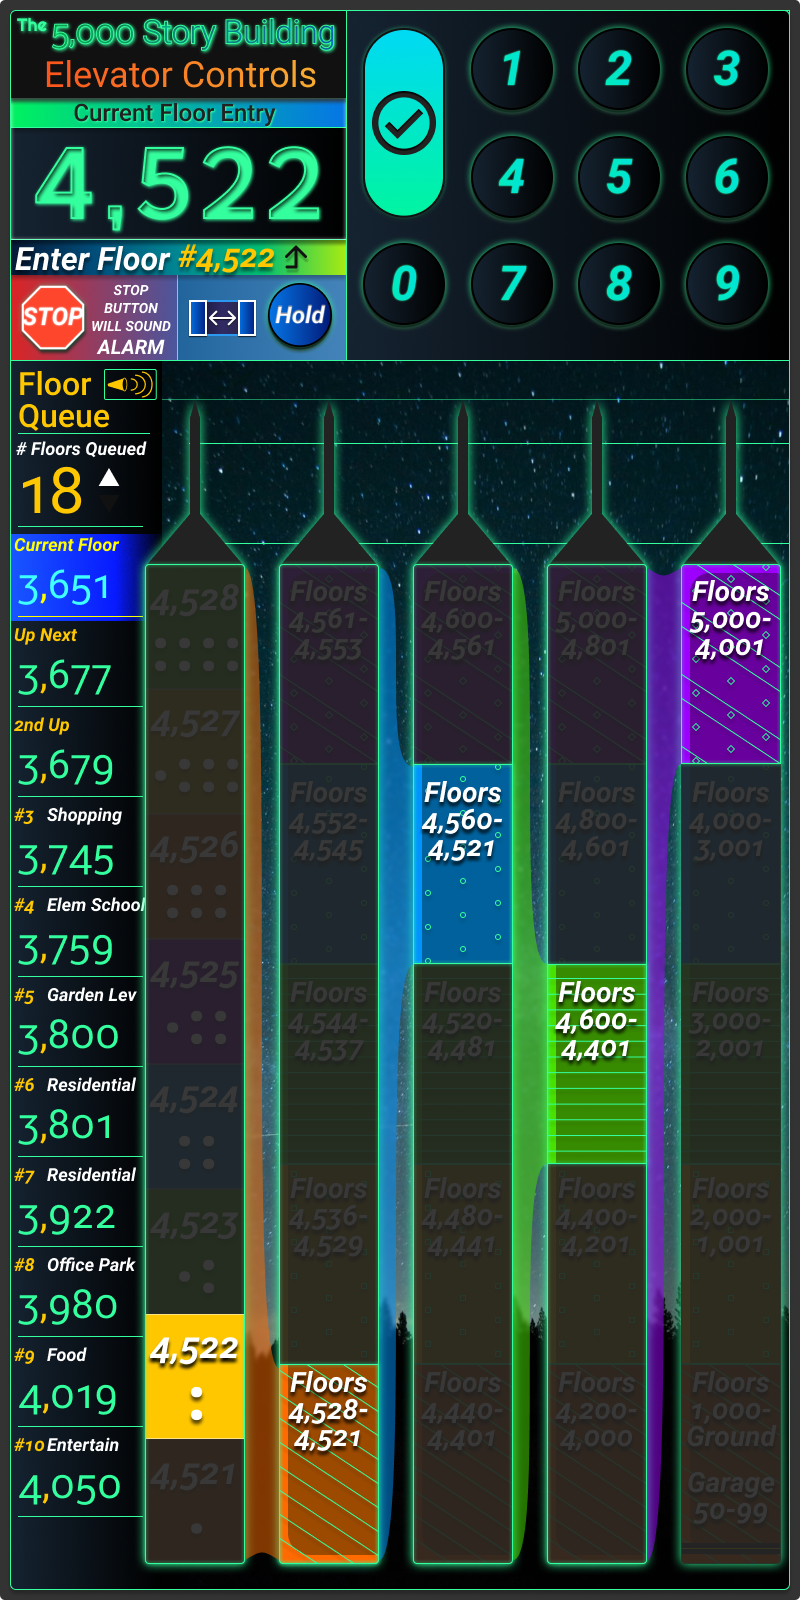 The 5,000 Story Building
Elevator Controls
Current Floor Entry
4,522
Enter Floor #4,522
STOP
STOP
BUTTON
WILL SOUND
ALARM
Hold
1 2 3
4 5 6
0 7 8 9
Floor
Queue
# Floors Queued
18
Current Floor
3,651
Up Next
3,677
2nd Up
3,679
#3 Shopping
3,745
#4 Elem School
3,759
#5 Garden Lev
3,800
#6 Residential
3,801
#7 Residential
3,922
#8 Office Park
3,980
#9 Food
4,019
#10 Entertain
4,050
4,528
4,527
4,526
4,525
4,524
4,523
4,522
4,521
Floors
4,561-
4,553
Floors
4,552-
4,545
Floors
4,544-
4,537
Floors
4,536-
4,529
Floors
4,528-
4,521
Floors
4,600-
4,561
Floors
4,560-
4,521
Floors
4,520-
4,481
Floors
4,480-
4,441
Floors
4,440-
4,401
Floors
5,000-
4,801
Floors
4,800-
4,601
Floors
4,600-
4,401
Floors
4,400-
4,201
Floors
4,200-
4,000
Floors
5,000-
4,001
Floors
4,000-
3,001
Floors
3,000-
2,001
Floors
2,000-
1,001
Floors
1,000-
Ground
Garage
50-99